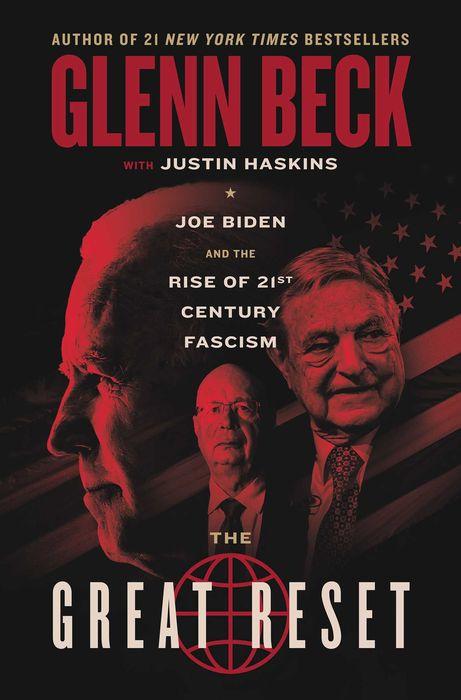 AUTHOR OF 21 NEW YORK TIMES BESTSELLERS
GLENN BECK
WITH JUSTIN HASKINS
JOE BIDEN
AND THE
RISE OF 21ST
CENTURY
FASCISM
THE
GREAT RESET